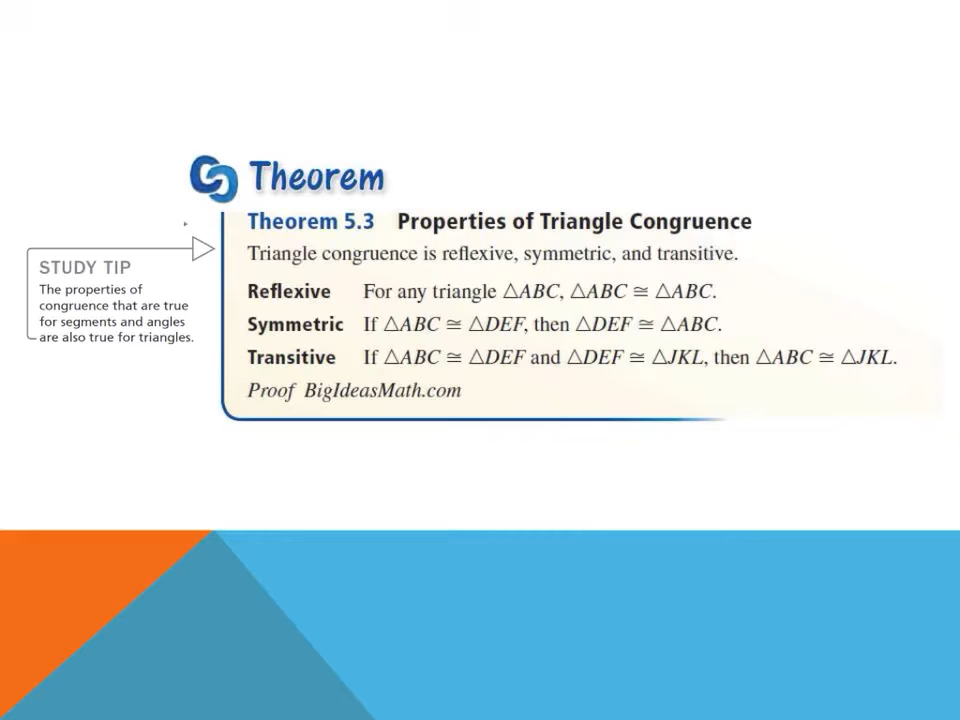 Theorem
Theorem 5.3 Properties of Triangle Congruence
Triangle congruence is reflexive, symmetric, and transitive.
Reflexive For any triangle △ABC, △ABC ≅ △ABC.
Symmetric If △ABC ≅ △DEF, then △DEF ≅ △ABC.
Transitive If △ABC ≅ △DEF and △DEF ≅ △JKL, then △ABC ≅ △JKL.
Proof BigIdeasMath.com
STUDY TIP
The properties of
congruence that are true
for segments and angles
are also true for triangles.